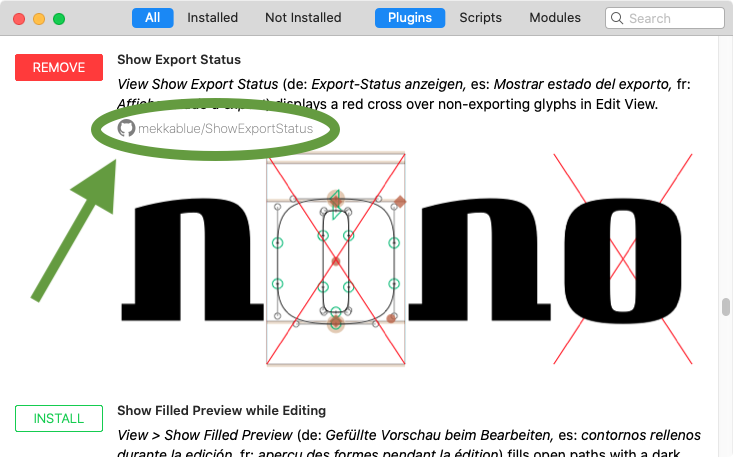 All Installed Not Installed Plugins Scripts Modules Search
REMOVE
Show Export Status
View Show Export Status (de: Export-Status anzeigen, es: Mostrar estado del exporto, fr:
displays a red cross over non-exporting glyphs in Edit View.
mekkablue/ShowExportStatus
nono
INSTALL
Show Filled Preview while Editing
View > Show Filled Preview (de: Gefüllte Vorschau beim Bearbeiten, es: contornos rellenos
durante la edición, fr: aperçu des formes pendant la édition) fills open paths with a dark